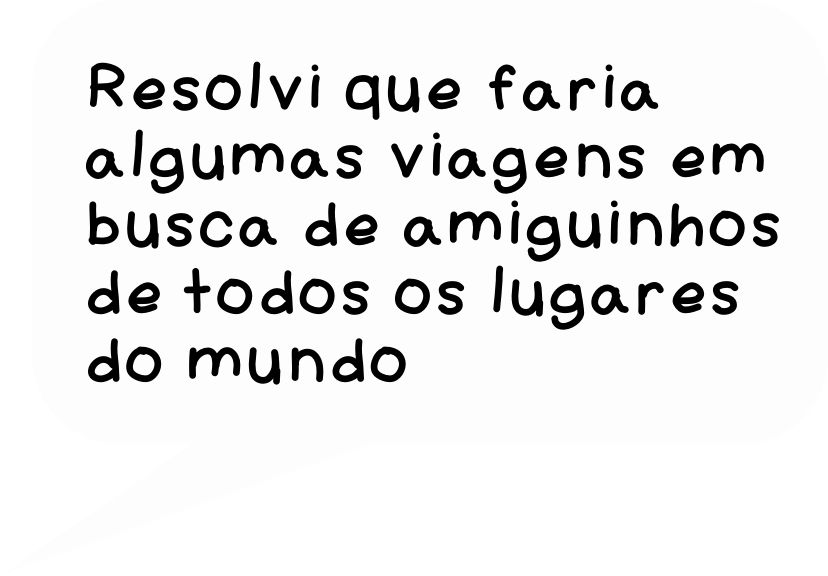 Resolvi que faria
algumas viagens em
busca de amiguinhos
de todos os lugares
do mundo